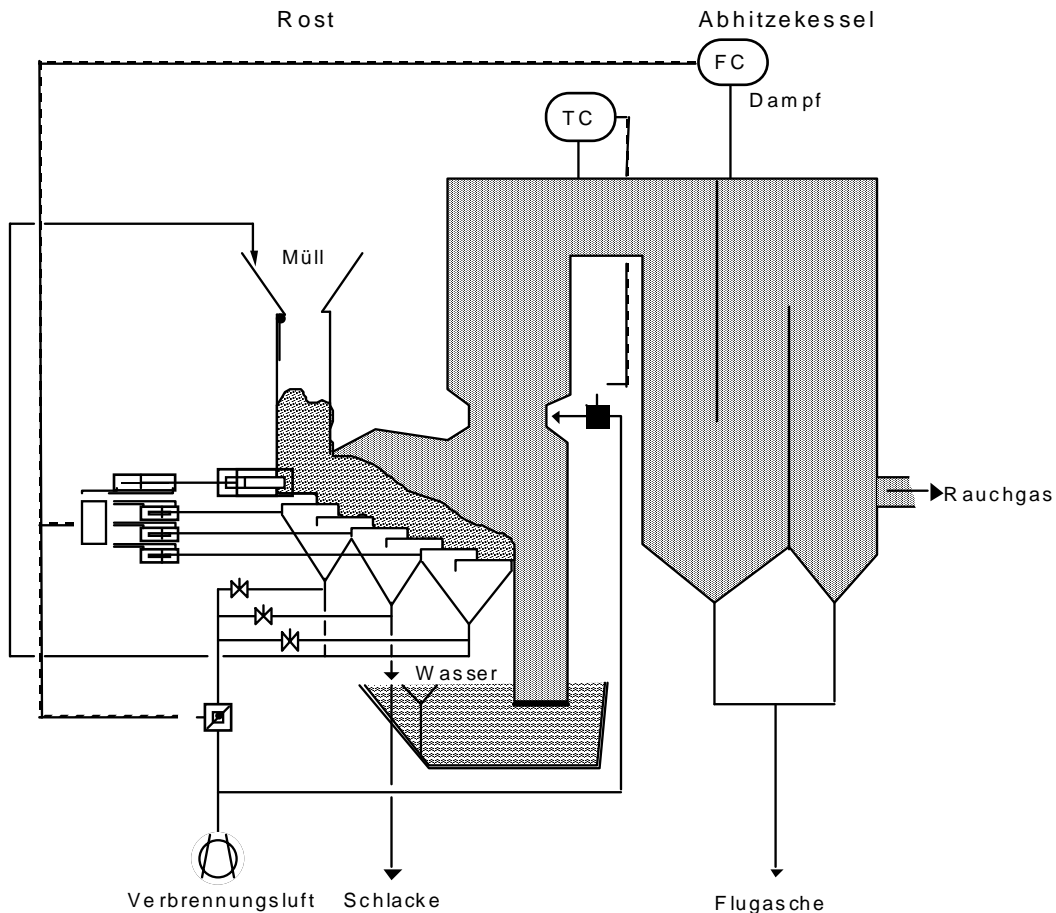 Rost
Abhitzekessel
FC
Dampf
TC
Müll
Rauchgas
Wasser
Verbrennungsluft
Schlacke
Flugasche